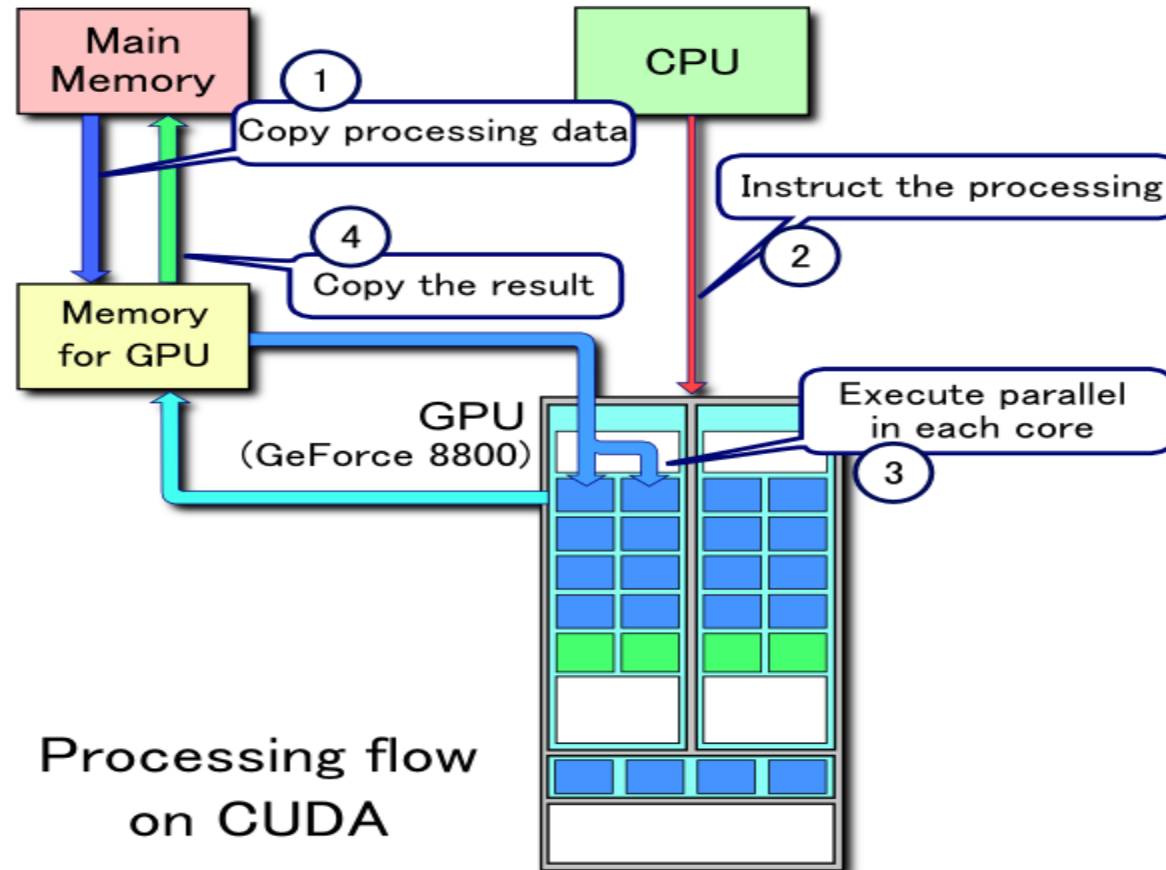 Main
Memory
CPU
1
Copy processing data
Instruct the processing
2
4
Copy the result
Memory
for GPU
GPU
(GeForce 8800)
Execute parallel
in each core
3
Processing flow
on CUDA